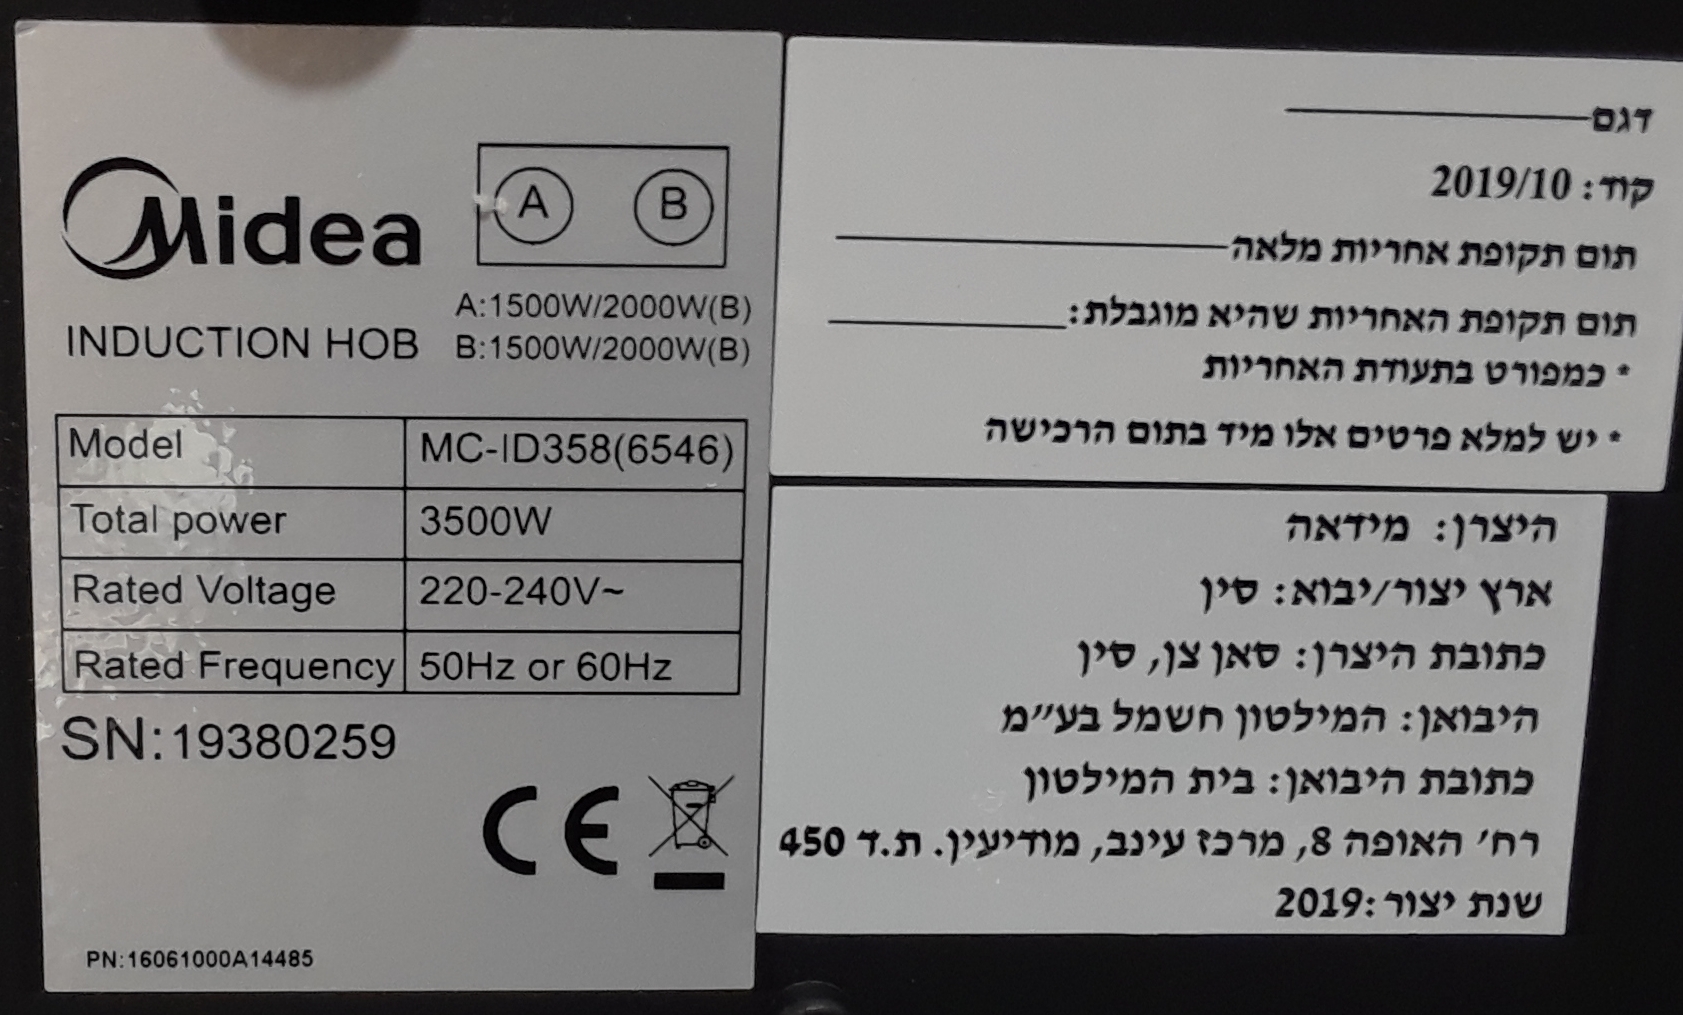 Midea
A B
A:1500W/2000W(B)
INDUCTION HOB
B:1500W/2000W(B)
Model MC-ID358(6546)
Total power 3500W
Rated Voltage 220-240V~
Rated Frequency 50Hz or 60Hz
SN:19380259
CE
PN:16061000A14485
דגם
קוד: 2019/10
תום תקופת אחריות מלאה
תום תקופת האחריות שהיא מוגבלת:
* כמפורט בתעודת האחריות
* יש למלא פרטים אלו מיד בתום הרכישה
היצרן: מידאה
ארץ יצור/יבוא: סין
כתובת היצרן: סאן צן, סין
היבואן: המילטון חשמל בע״מ
כתובת היבואן: בית המילטון
רח׳ האופה 8, מרכז עינב, מודיעין. ת.ד 450
שנת יצור :2019